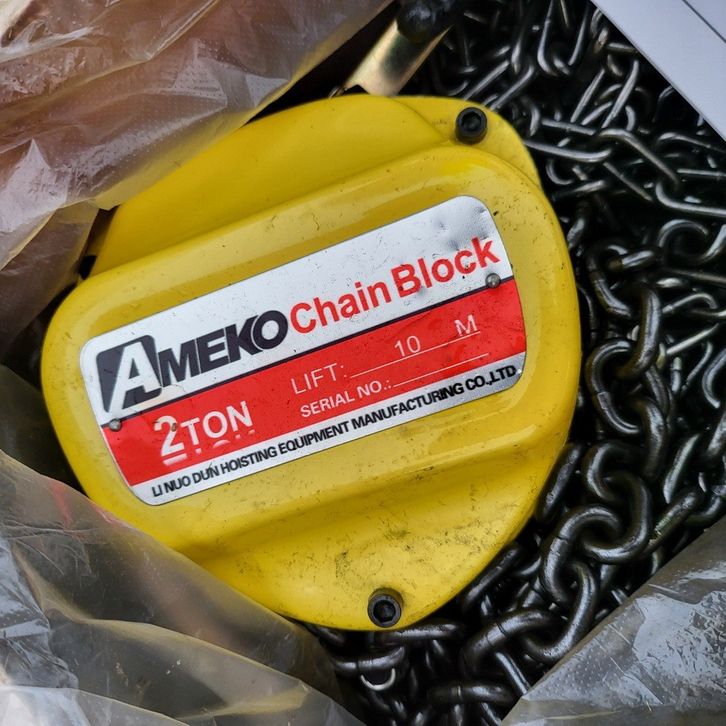 AMEKO Chain Block
2TON
LIFT: 10 M
SERIAL NO.:
LI NUO DUN HOISTING EQUIPMENT MANUFACTURING CO.,LTD